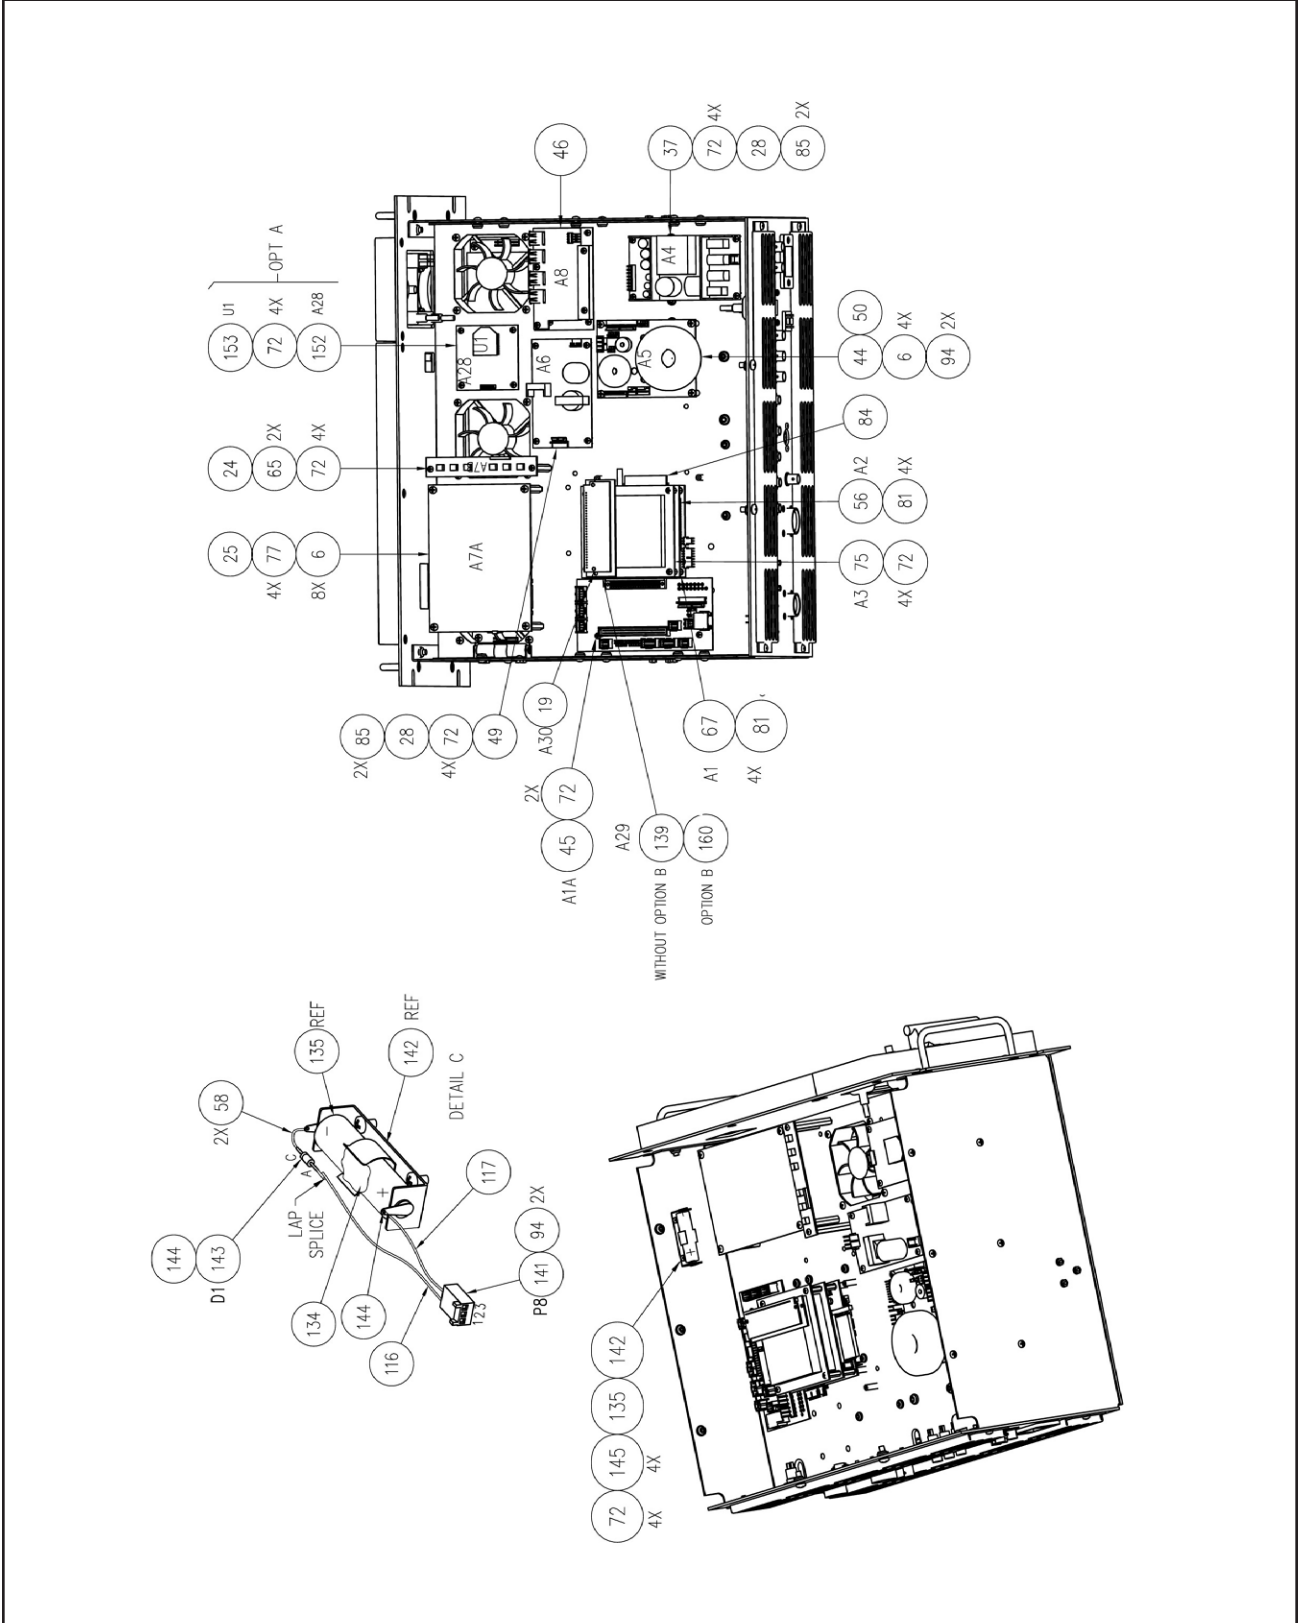 46
37
72 4X
28
85 2X
OPT A
153 U1
72 4X
152 A28
24
65 2X
72 4X
25
4X 77
8X 6
A28
U1
A8
A6
A7
A7A
A4
A5
50
44
6 4X
94 2X
84
56 A2
81 4X
A3 75
4X 72
2X 85
28
4X 72
49
A30 19
2X 72
A1A 45
A29
WITHOUT OPTION B 139
OPTION B 160
A1 67
4X 81
2X 58
135 REF
142 REF
DETAIL C
C
A
-
+
LAP
SPLICE
144
D1 143
134
144
116
117
94 2X
P8 141
123
142
135
145 4X
72 4X
- +